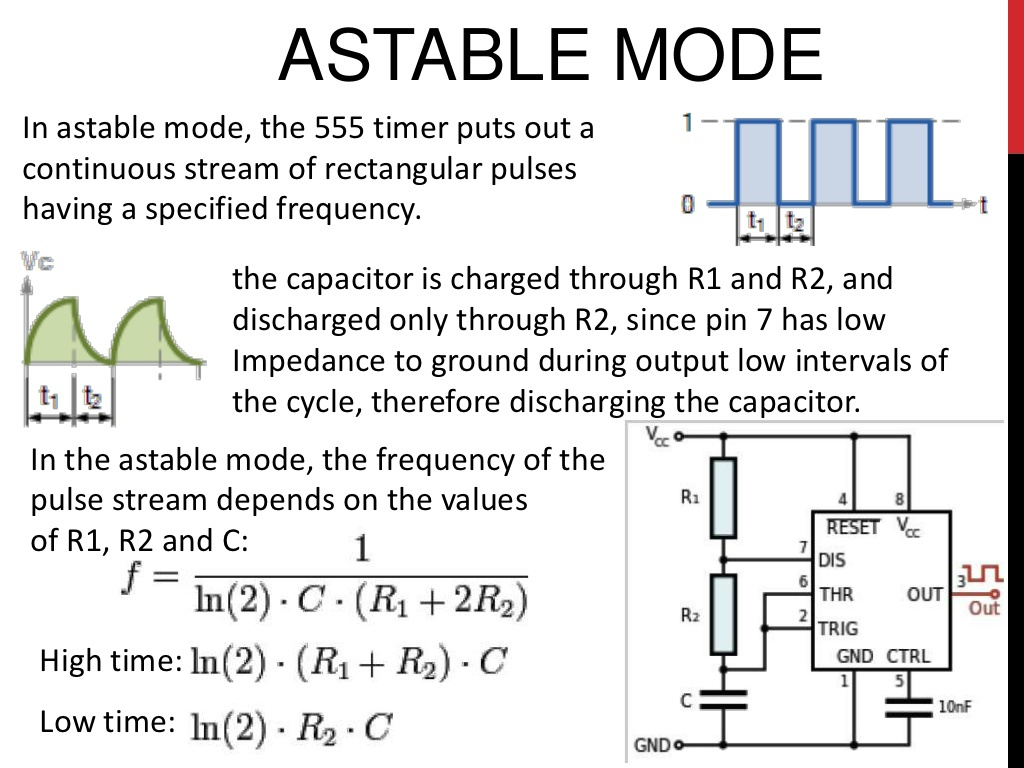 ASTABLE MODE
In astable mode, the 555 timer puts out a
continuous stream of rectangular pulses
having a specified frequency.
1
0
t
t₁ t₂
Vc
t₁ t₂
the capacitor is charged through R1 and R2, and
discharged only through R2, since pin 7 has low
Impedance to ground during output low intervals of
the cycle, therefore discharging the capacitor.
In the astable mode, the frequency of the
pulse stream depends on the values
of R1, R2 and C:
f = 1 / ln(2) · C · (R₁ + 2R₂)
High time: ln(2) · (R₁ + R₂) · C
Low time: ln(2) · R₂ · C
Vcc
R₁
4 8
RESET Vcc
7 DIS
6 THR
OUT 3
Out
R₂
2 TRIG
GND CTRL
1 5
C
10nF
GND